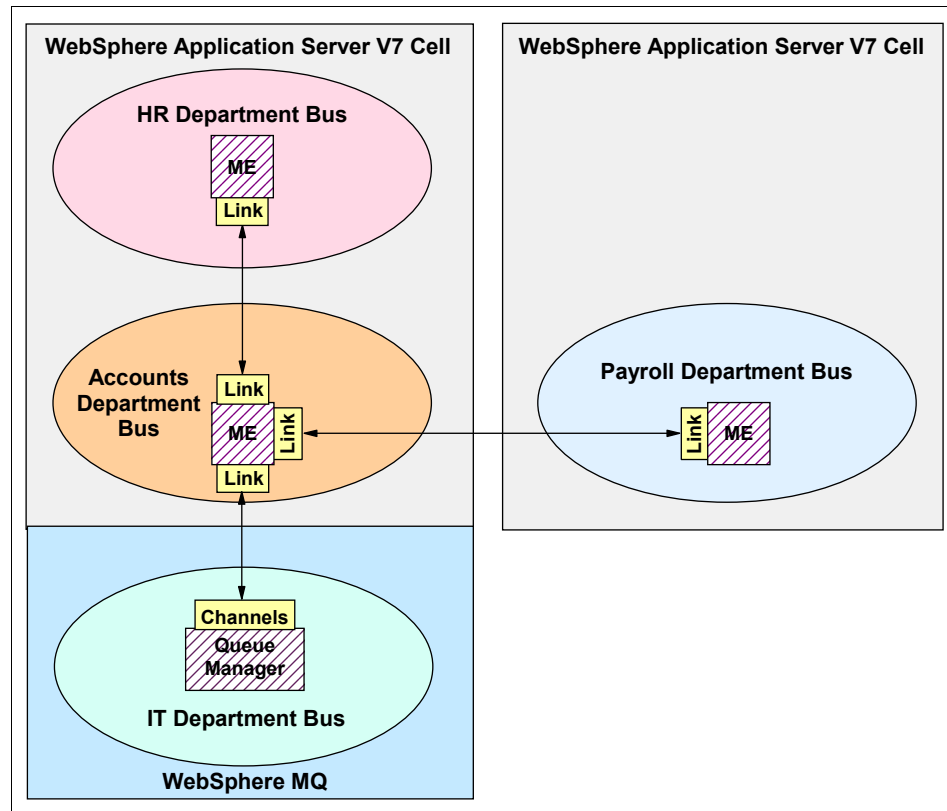 WebSphere Application Server V7 Cell
HR Department Bus
ME
Link
Accounts
Department
Bus
Link
ME
Link
Link
WebSphere Application Server V7 Cell
Payroll Department Bus
Link
ME
Channels
Queue
Manager
IT Department Bus
WebSphere MQ